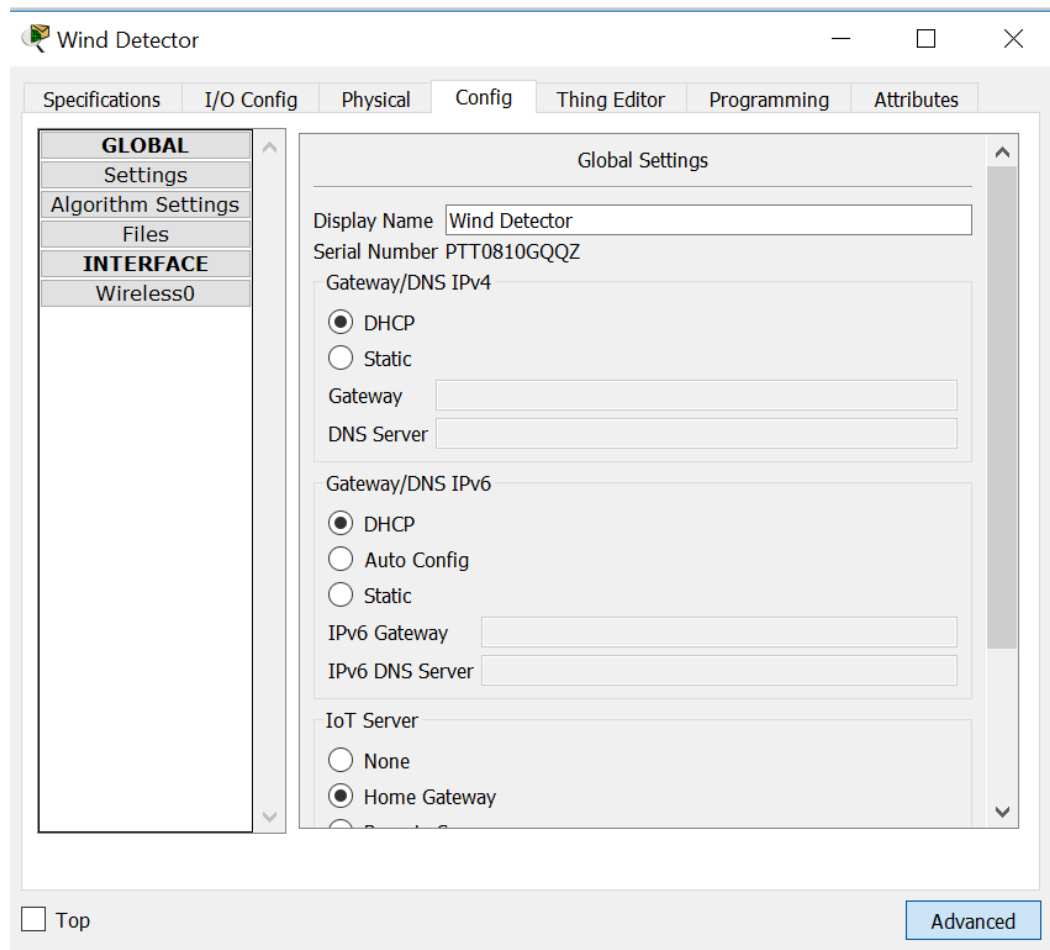 Wind Detector
Specifications I/O Config Physical Config Thing Editor Programming Attributes
GLOBAL
Settings
Algorithm Settings
Files
INTERFACE
Wireless0
Global Settings
Display Name Wind Detector
Serial Number PTT0810GQQZ
Gateway/DNS IPv4
DHCP
Static
Gateway
DNS Server
Gateway/DNS IPv6
DHCP
Auto Config
Static
IPv6 Gateway
IPv6 DNS Server
IoT Server
None
Home Gateway
Top
Advanced